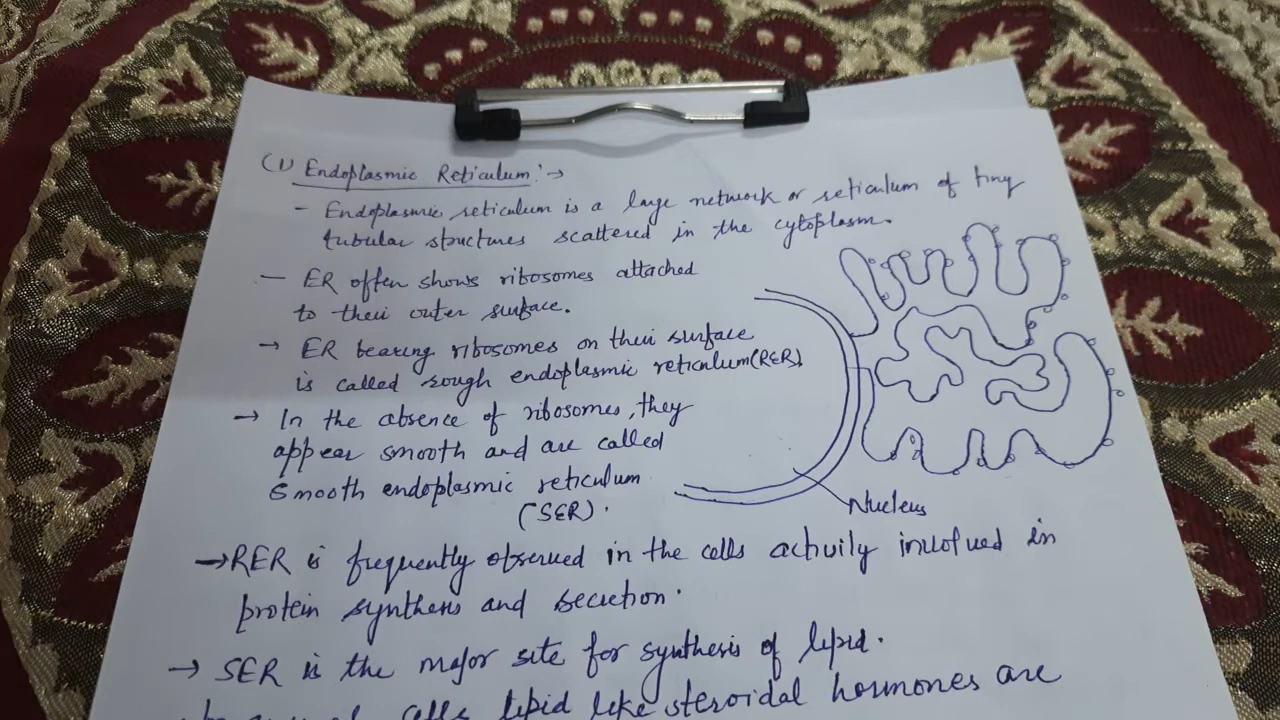 (1) Endoplasmic Reticulum :→
- Endoplasmic reticulum is a large network or reticulum of tiny
tubular structures scattered in the cytoplasm.
- ER often shows ribosomes attached
to their outer surface.
→ ER bearing ribosomes on their surface
is called rough endoplasmic reticulum (RER)
→ In the absence of ribosomes, they
appear smooth and are called
Smooth endoplasmic reticulum
(SER).
Nucleus
→ RER is frequently observed in the cells activily involved in
protein synthesis and secretion.
→ SER is the major site for synthesis of lipid.
cells lipid like steroidal hormones are